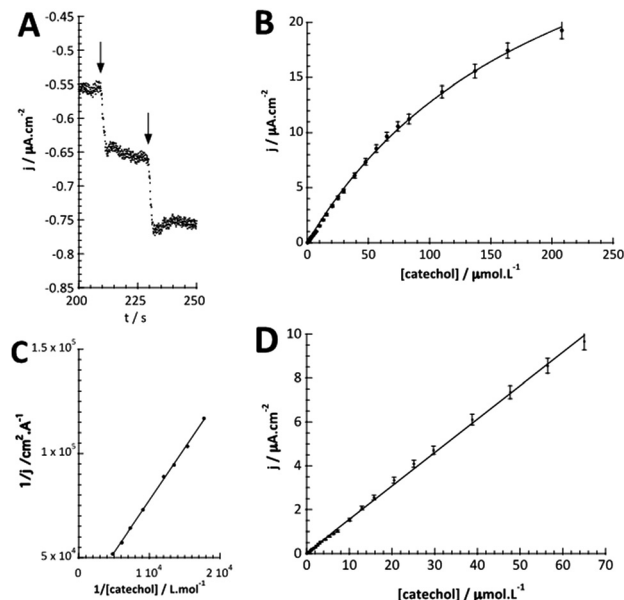 A
-0.45
-0.5
-0.55
-0.6
-0.65
-0.7
-0.75
-0.8
-0.85
j / µA.cm⁻²
200 225 250
t / s
B
20
15
10
5
0
j / µA.cm⁻²
0 50 100 150 200 250
[catechol] / µmol.L⁻¹
C
1.5 x 10⁵
1 x 10⁵
5 x 10⁴
1/j /cm².A⁻¹
0 1 10⁴ 2 10⁴
1/[catechol] / L.mol⁻¹
D
10
8
6
4
2
0
j / µA.cm⁻²
0 10 20 30 40 50 60 70
[catechol] / µmol.L⁻¹